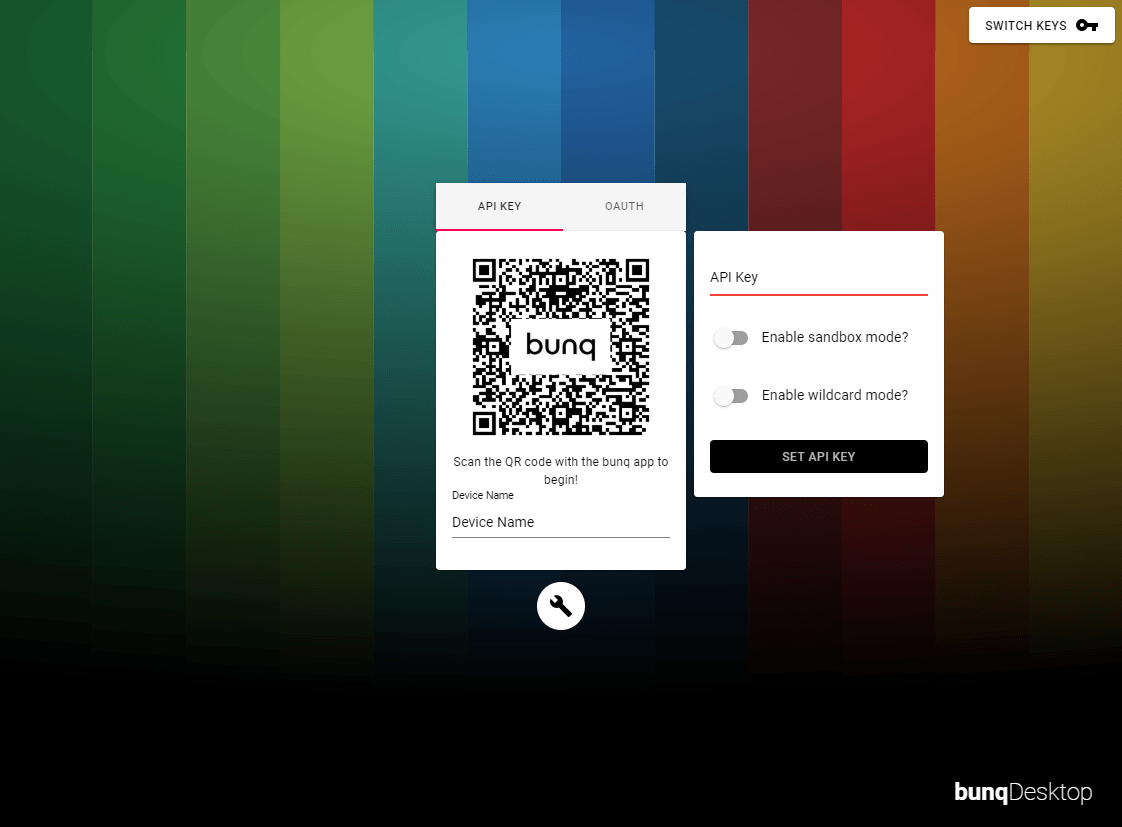 SWITCH KEYS
API KEY
OAUTH
bunq
Scan the QR code with the bunq app to
begin!
Device Name
Device Name
API Key
Enable sandbox mode?
Enable wildcard mode?
SET API KEY
bunqDesktop